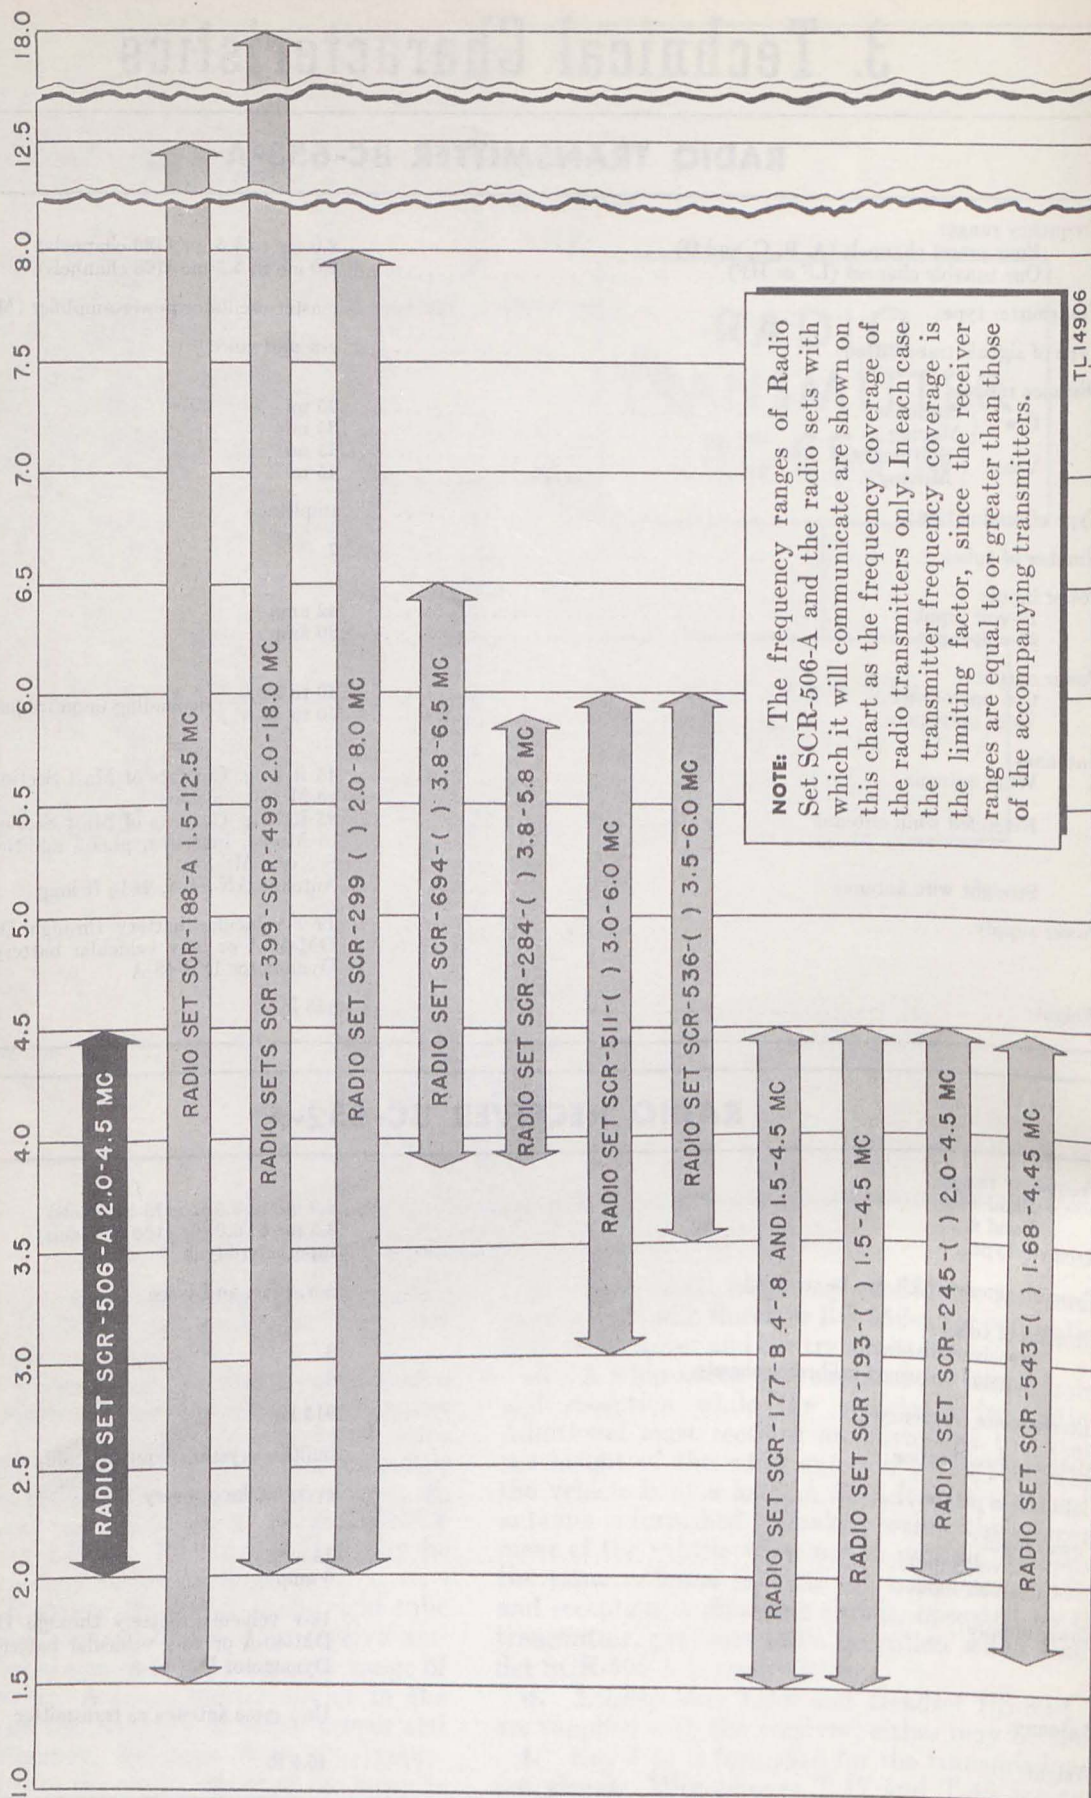 1.0 1.5 2.0 2.5 3.0 3.5 4.0 4.5 5.0 5.5 6.0 6.5 7.0 7.5 8.0 12.5 18.0
RADIO SET SCR-506-A 2.0-4.5 MC
RADIO SET SCR-188-A 1.5-12.5 MC
RADIO SETS SCR-399-SCR-499 2.0-18.0 MC
RADIO SET SCR-299 ( ) 2.0-8.0 MC
RADIO SET SCR-694-( ) 3.8-6.5 MC
RADIO SET SCR-284-( ) 3.8-5.8 MC
RADIO SET SCR-511-( ) 3.0-6.0 MC
RADIO SET SCR-536-( ) 3.5-6.0 MC
RADIO SET SCR-177-B .4-.8 AND 1.5-4.5 MC
RADIO SET SCR-193-( ) 1.5-4.5 MC
RADIO SET SCR-245-( ) 2.0-4.5 MC
RADIO SET SCR-543-( ) 1.68-4.45 MC
NOTE: The frequency ranges of Radio
Set SCR-506-A and the radio sets with
which it will communicate are shown on
this chart as the frequency coverage of
the radio transmitters only. In each case
the transmitter frequency coverage is
the limiting factor, since the receiver
ranges are equal to or greater than those
of the accompanying transmitters.
TL14906